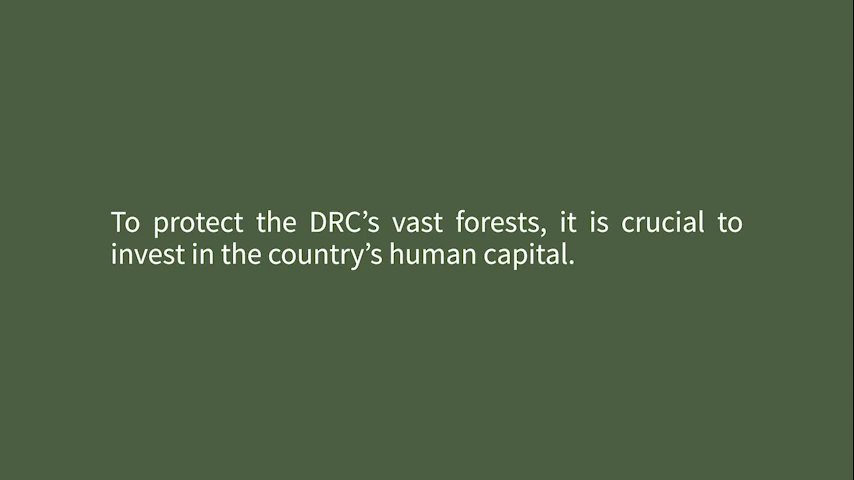 To protect the DRC’s vast forests, it is crucial to
invest in the country’s human capital.